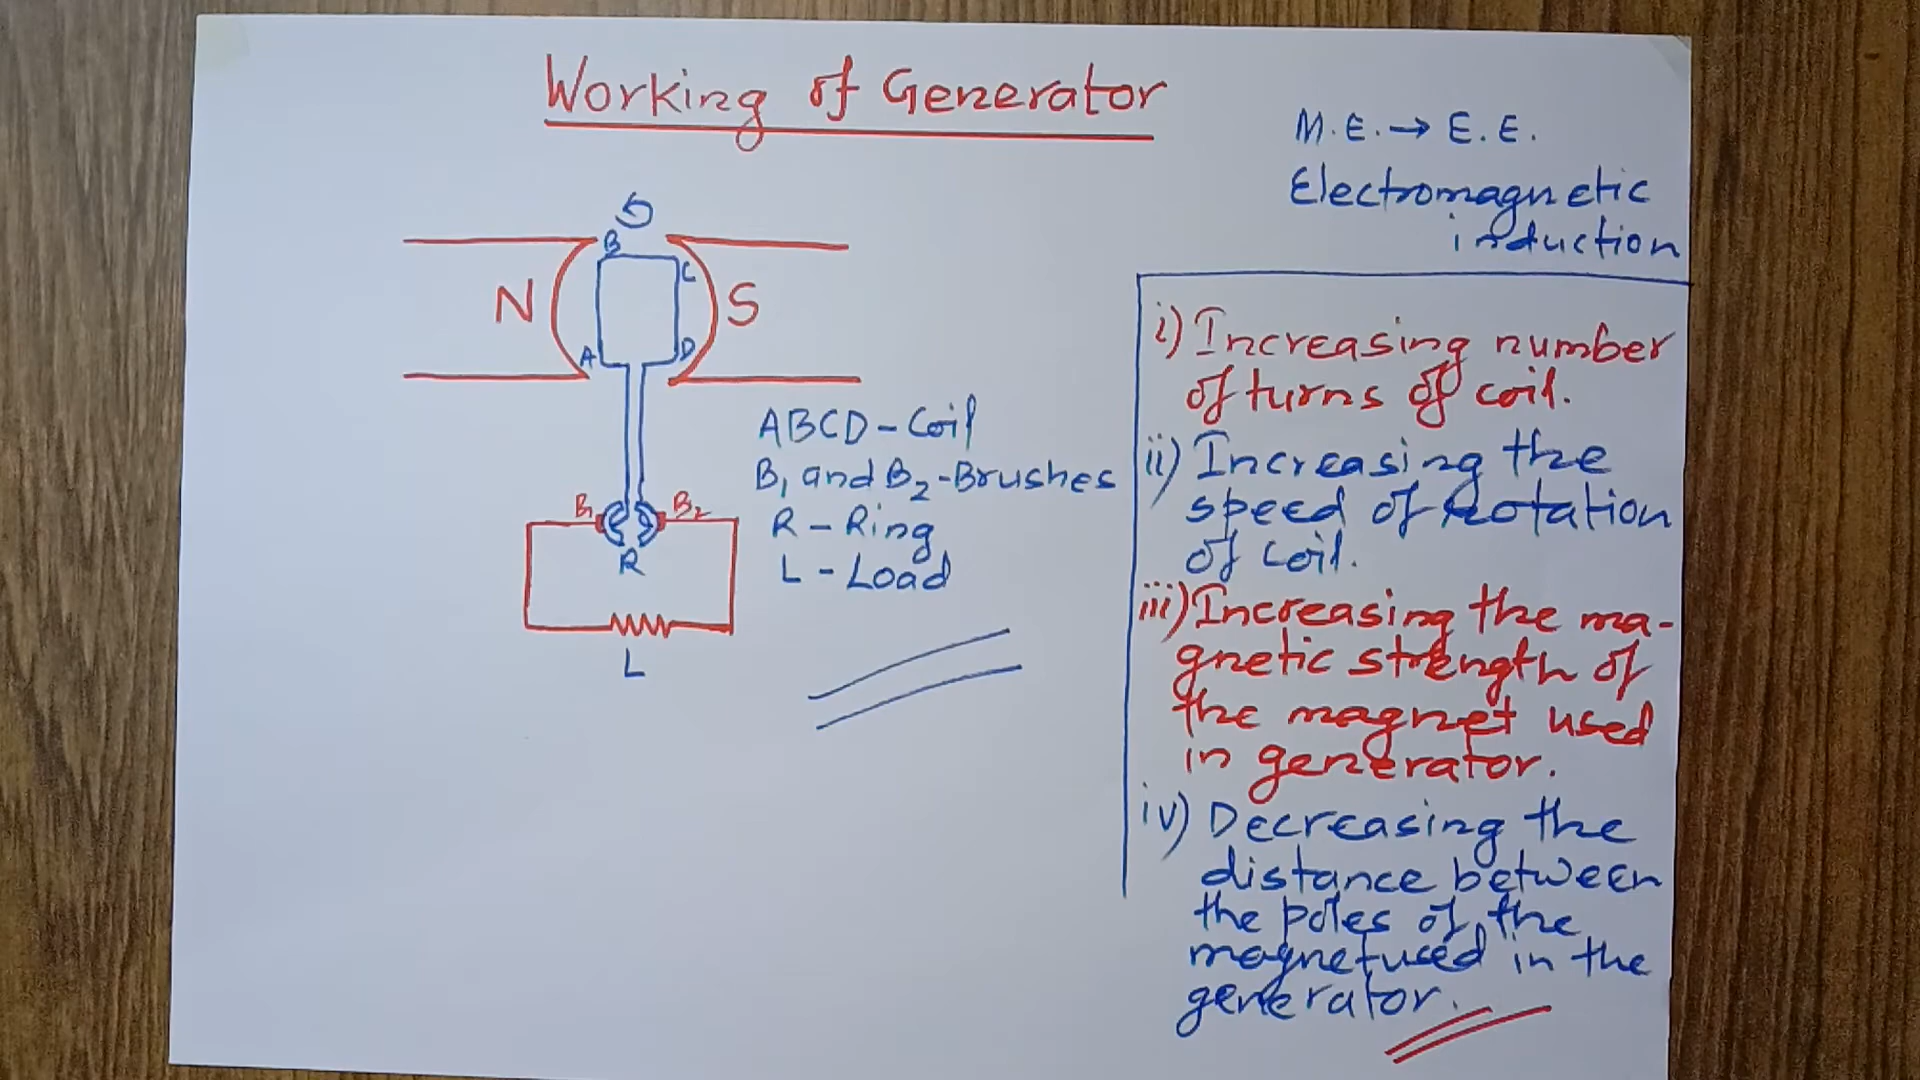 Working of Generator
M.E. → E.E.
Electromagnetic
induction
B
C
N
S
A
D
ABCD - Coil
B₁ and B₂ - Brushes
R - Ring
L - Load
B₁
B₂
R
L
i) Increasing number
of turns of coil.
ii) Increasing the
speed of rotation
of coil.
iii) Increasing the ma-
gnetic strength of
the magnet used
in generator.
iv) Decreasing the
distance between
the poles of the
magnet used in the
generator.